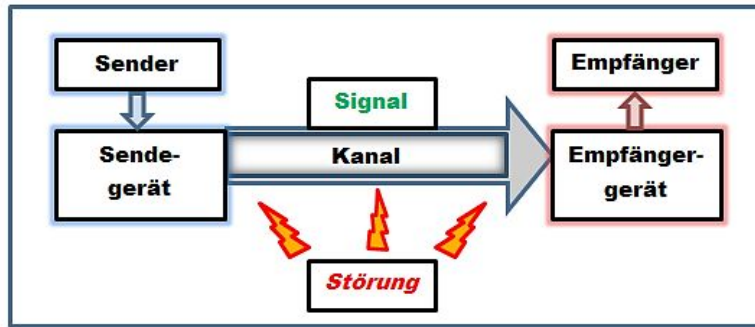 Sender
Empfänger
Signal
Sende-
gerät
Kanal
Empfänger-
gerät
Störung